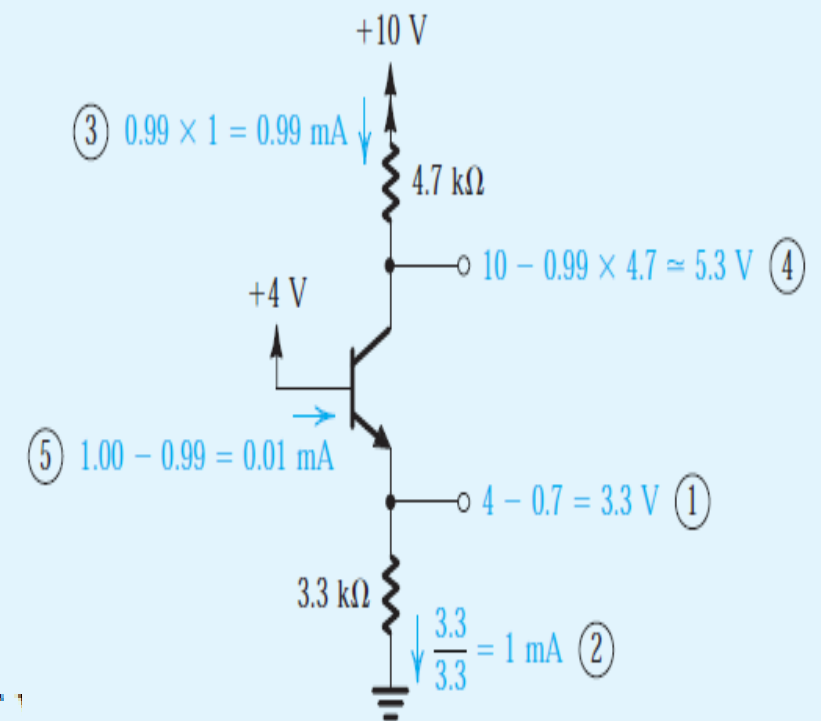 +10 V
③ 0.99 × 1 = 0.99 mA
4.7 kΩ
10 − 0.99 × 4.7 ≃ 5.3 V ④
+4 V
⑤ 1.00 − 0.99 = 0.01 mA
4 − 0.7 = 3.3 V ①
3.3 kΩ
3.3
3.3
= 1 mA ②